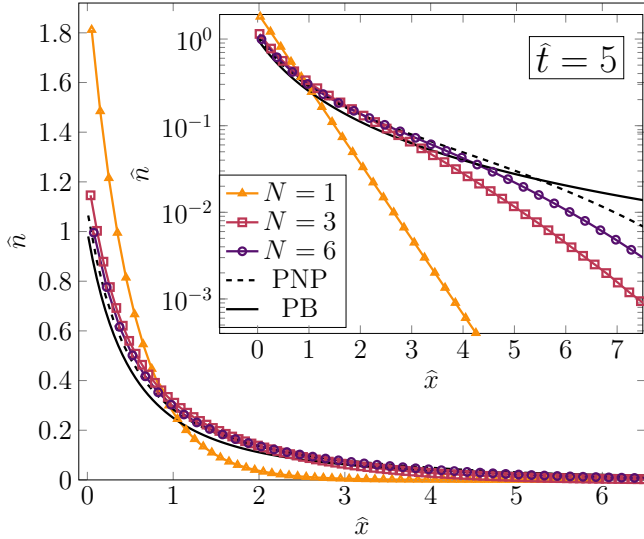 t̂ = 5
10⁰
10⁻¹
10⁻²
10⁻³
n̂
0 1 2 3 4 5 6 7
x̂
N = 1
N = 3
N = 6
PNP
PB
1.8
1.6
1.4
1.2
1
0.8
0.6
0.4
0.2
0
n̂
0 1 2 3 4 5 6
x̂